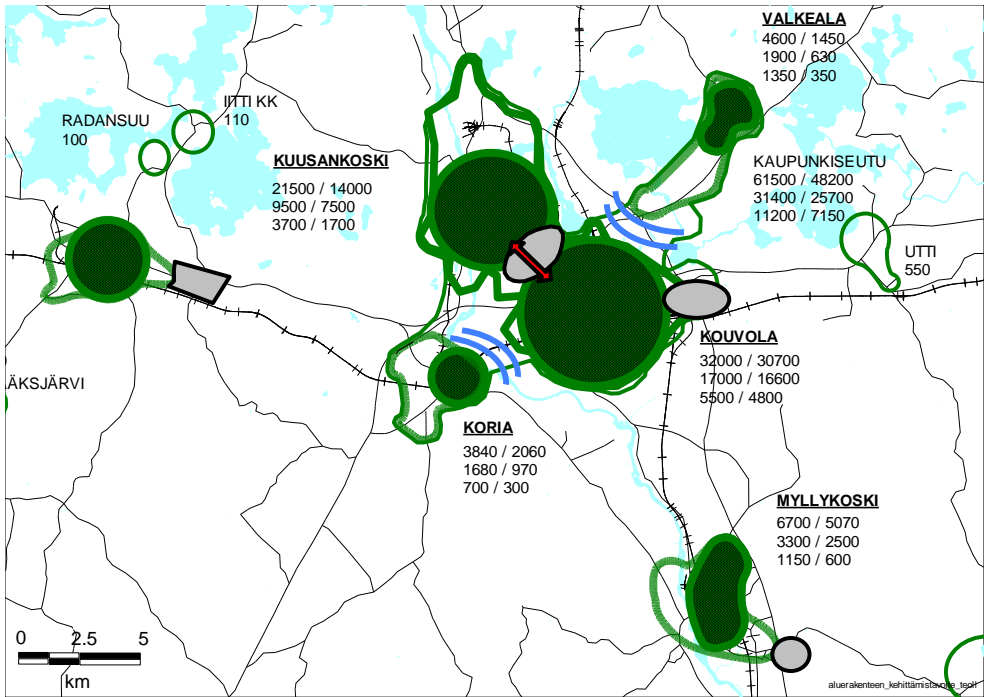 VALKEALA
4600 / 1450
1900 / 630
1350 / 350
IITTI KK
110
RADANSUU
100
KUUSANKOSKI
21500 / 14000
9500 / 7500
3700 / 1700
KAUPUNKISEUTU
61500 / 48200
31400 / 25700
11200 / 7150
UTTI
550
KOUVOLA
32000 / 30700
17000 / 16600
5500 / 4800
ÄKSJÄRVI
KORIA
3840 / 2060
1680 / 970
700 / 300
MYLLYKOSKI
6700 / 5070
3300 / 2500
1150 / 600
0 2.5 5
km